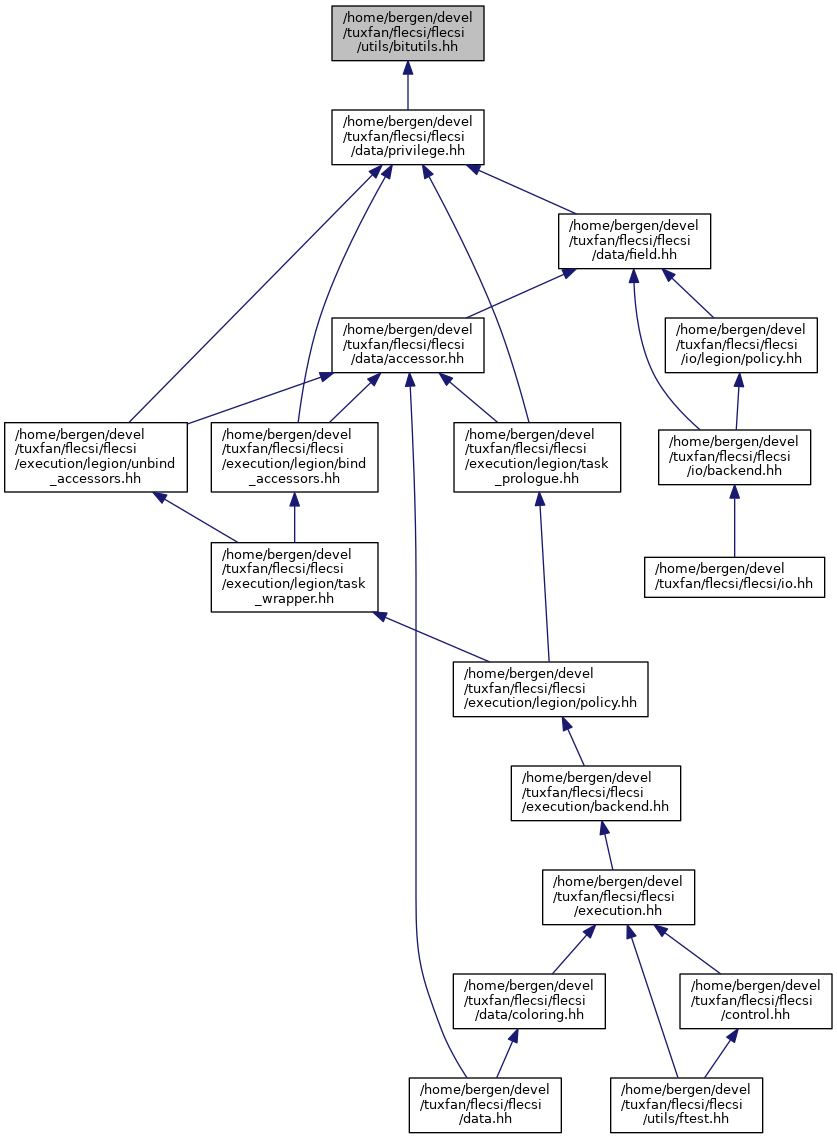 /home/bergen/devel
/tuxfan/flecsi/flecsi
/utils/bitutils.hh
/home/bergen/devel
/tuxfan/flecsi/flecsi
/data/privilege.hh
/home/bergen/devel
/tuxfan/flecsi/flecsi
/data/field.hh
/home/bergen/devel
/tuxfan/flecsi/flecsi
/data/accessor.hh
/home/bergen/devel
/tuxfan/flecsi/flecsi
/io/legion/policy.hh
/home/bergen/devel
/tuxfan/flecsi/flecsi
/execution/legion/unbind
_accessors.hh
/home/bergen/devel
/tuxfan/flecsi/flecsi
/execution/legion/bind
_accessors.hh
/home/bergen/devel
/tuxfan/flecsi/flecsi
/execution/legion/task
_prologue.hh
/home/bergen/devel
/tuxfan/flecsi/flecsi
/io/backend.hh
/home/bergen/devel
/tuxfan/flecsi/flecsi
/execution/legion/task
_wrapper.hh
/home/bergen/devel
/tuxfan/flecsi/flecsi/io.hh
/home/bergen/devel
/tuxfan/flecsi/flecsi
/execution/legion/policy.hh
/home/bergen/devel
/tuxfan/flecsi/flecsi
/execution/backend.hh
/home/bergen/devel
/tuxfan/flecsi/flecsi
/execution.hh
/home/bergen/devel
/tuxfan/flecsi/flecsi
/data/coloring.hh
/home/bergen/devel
/tuxfan/flecsi/flecsi
/control.hh
/home/bergen/devel
/tuxfan/flecsi/flecsi
/data.hh
/home/bergen/devel
/tuxfan/flecsi/flecsi
/utils/ftest.hh